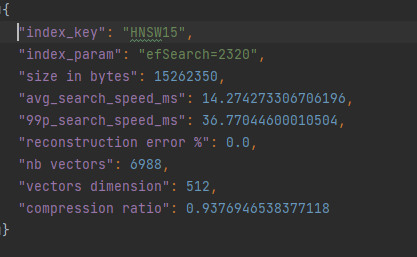 {
"index_key": "HNSW15",
"index_param": "efSearch=2320",
"size in bytes": 15262350,
"avg_search_speed_ms": 14.274273306706196,
"99p_search_speed_ms": 36.77044600010504,
"reconstruction error %": 0.0,
"nb vectors": 6988,
"vectors dimension": 512,
"compression ratio": 0.9376946538377118
}